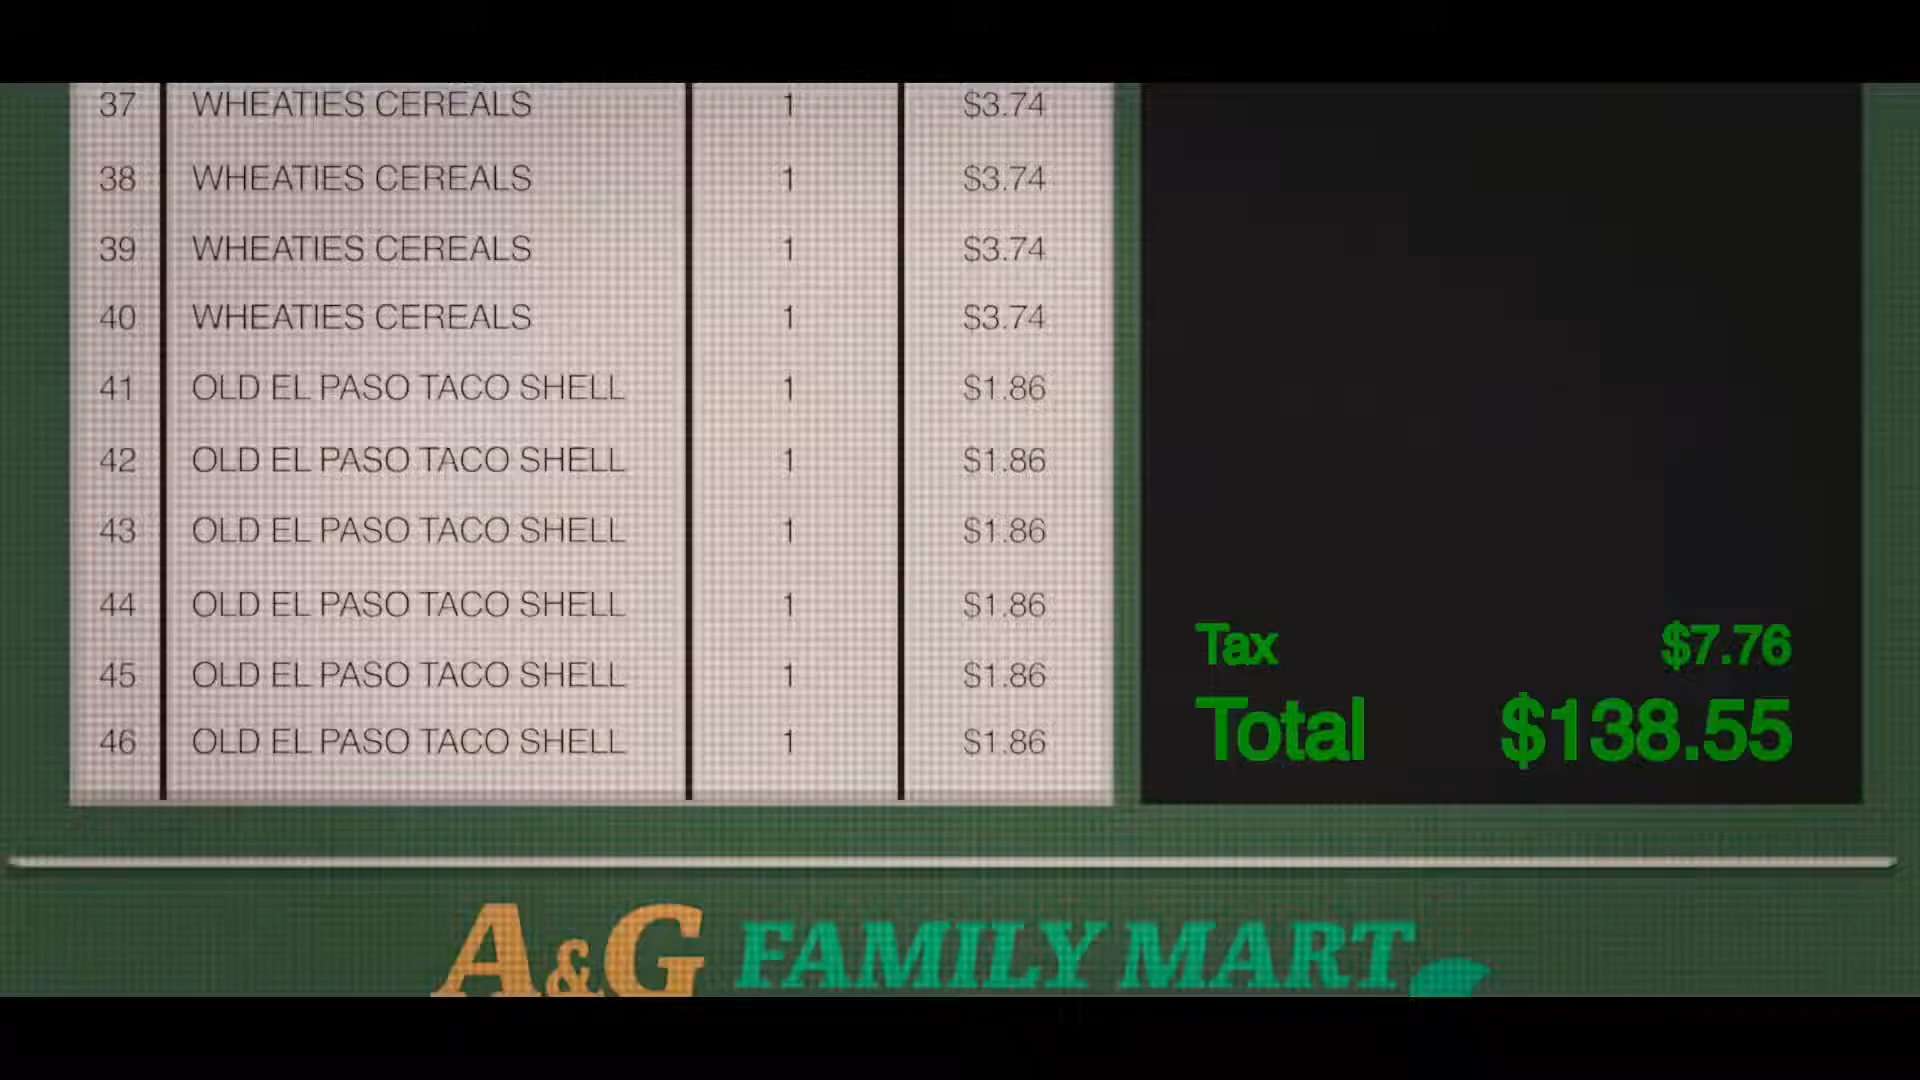 37 WHEATIES CEREALS 1 $3.74
38 WHEATIES CEREALS 1 $3.74
39 WHEATIES CEREALS 1 $3.74
40 WHEATIES CEREALS 1 $3.74
41 OLD EL PASO TACO SHELL 1 $1.86
42 OLD EL PASO TACO SHELL 1 $1.86
43 OLD EL PASO TACO SHELL 1 $1.86
44 OLD EL PASO TACO SHELL 1 $1.86
45 OLD EL PASO TACO SHELL 1 $1.86
46 OLD EL PASO TACO SHELL 1 $1.86
Tax $7.76
Total $138.55
A&G FAMILY MART